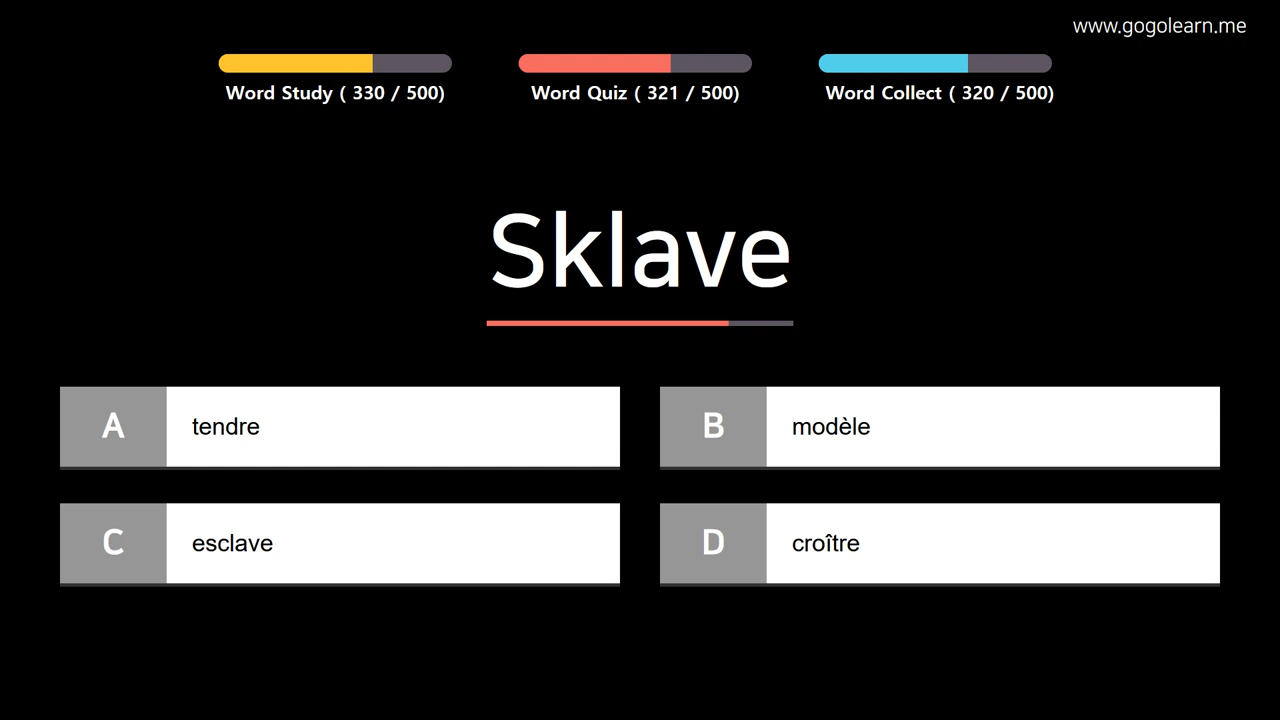 www.gogolearn.me
Word Study ( 330 / 500)
Word Quiz ( 321 / 500)
Word Collect ( 320 / 500)
Sklave
A tendre
B modèle
C esclave
D croître